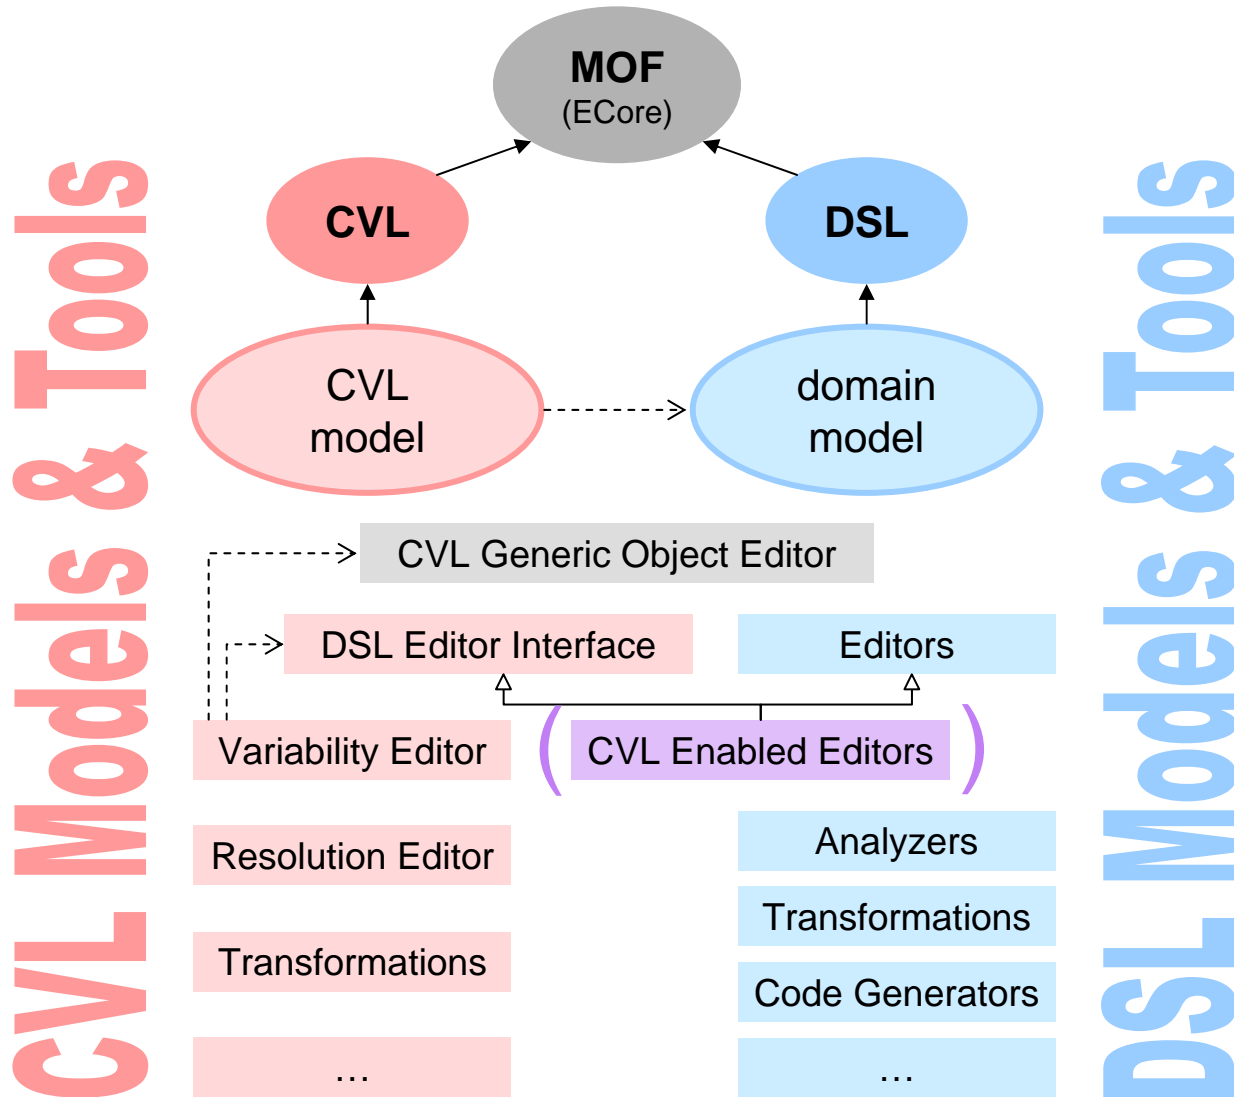 MOF
(ECore)
CVL
DSL
CVL
model
domain
model
CVL Generic Object Editor
DSL Editor Interface
Editors
Variability Editor
( CVL Enabled Editors )
Resolution Editor
Analyzers
Transformations
Transformations
Code Generators
…
…
CVL Models & Tools
DSL Models & Tools